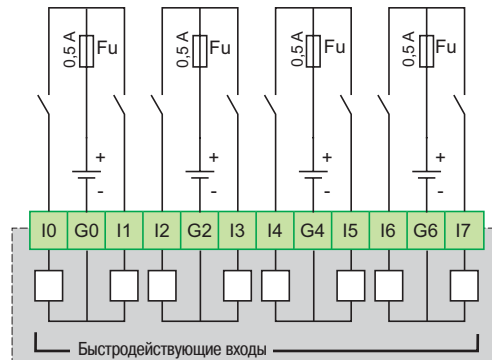 0,5 A Fu 0,5 A Fu 0,5 A Fu 0,5 A Fu
+ + + +
- - - -
I0 G0 I1 I2 G2 I3 I4 G4 I5 I6 G6 I7
Быстродействующие входы